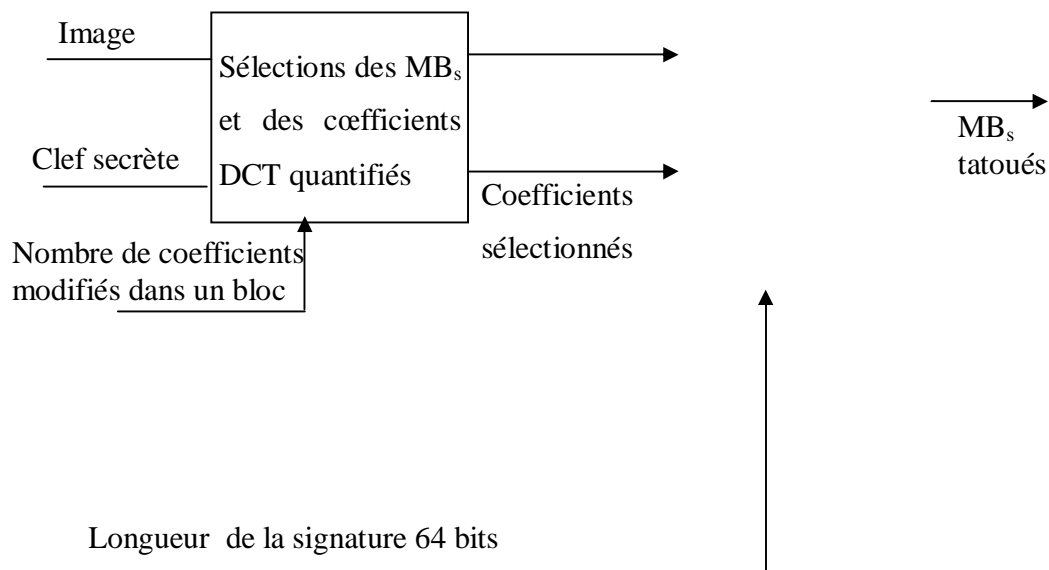 Image
Sélections des MBs
et des cœfficients
DCT quantifiés
Clef secrète
Nombre de coefficients
modifiés dans un bloc
Coefficients
sélectionnés
MBs
tatoués
Longueur de la signature 64 bits